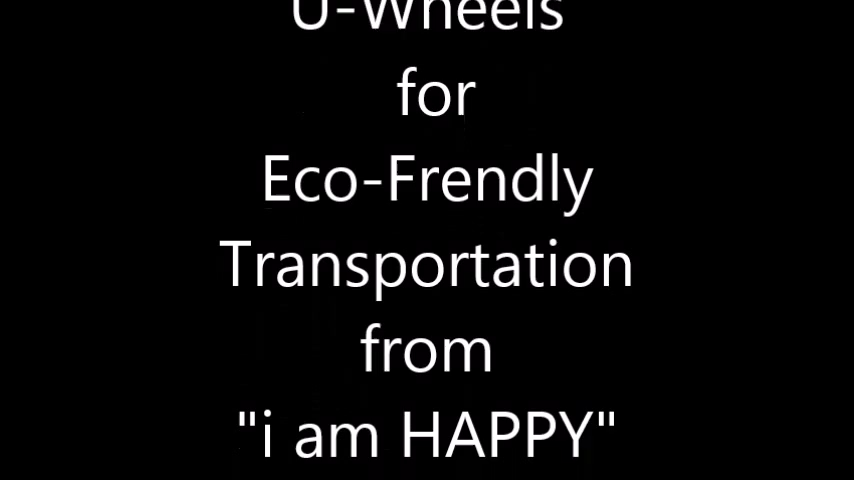 U-Wheels
for
Eco-Frendly
Transportation
from
"i am HAPPY"